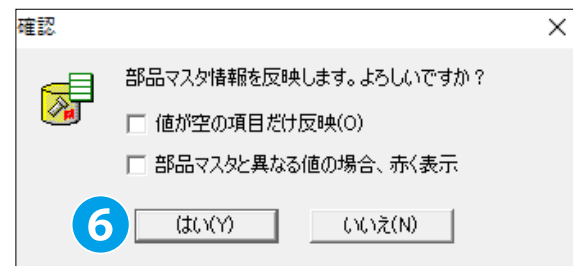 確認
部品マスタ情報を反映します。よろしいですか？
値が空の項目だけ反映(O)
部品マスタと異なる値の場合、赤く表示
6 はい(Y) いいえ(N)